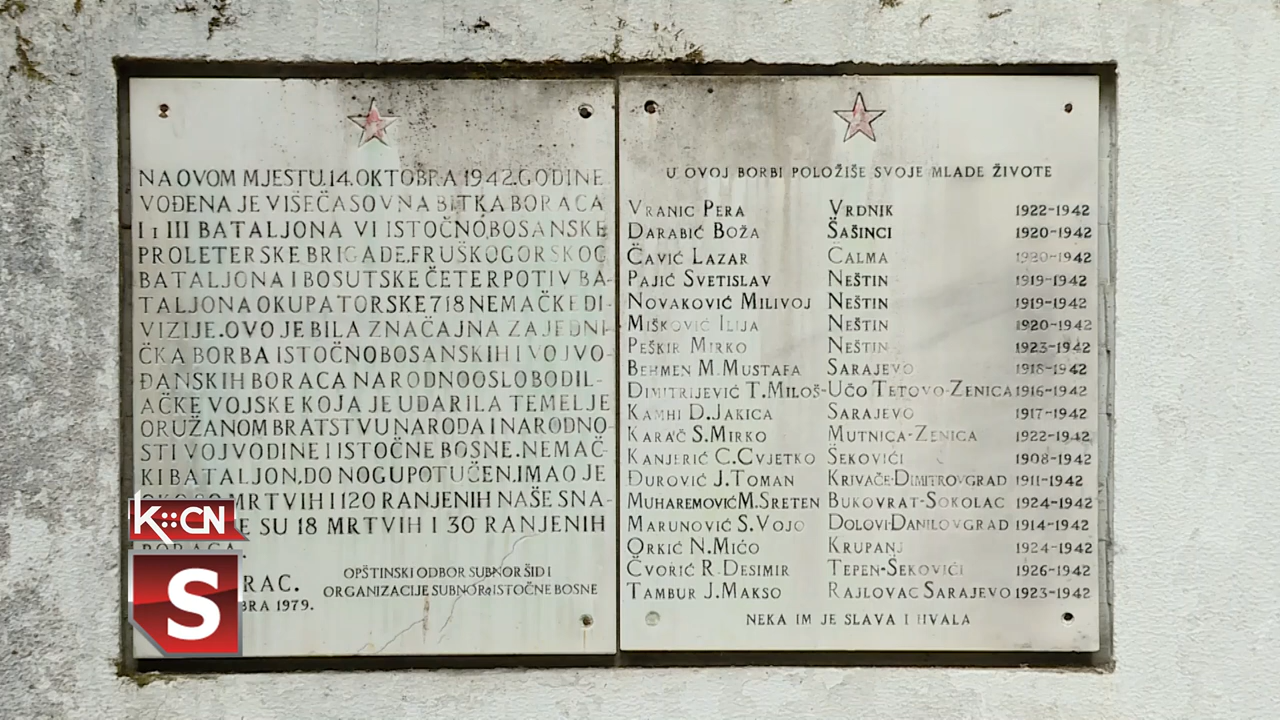 NA OVOM MJESTU, 14. OKTOBRA 1942. GODINE
VOĐENA JE VIŠEČASOVNA BITKA BORACA
I I III BATALJONA VI ISTOČNOBOSANSKE
PROLETERSKE BRIGADE, FRUŠKOGORSKOG
BATALJONA I BOSUTSKE ČETE R POTIV BA-
TALJONA OKUPATORSKE 718 NEMAČKE DI-
VIZIJE. OVO JE BILA ZNAČAJNA ZAJEDNI-
ČKA BORBA ISTOČNOBOSANSKIH I VOJVO-
ĐANSKIH BORACA NARODNOOSLOBODIL-
AČKE VOJSKE KOJA JE UDARILA TEMELJE
ORUŽANOM BRATSTVU NARODA I NARODNO-
STI VOJVODINE I ISTOČNE BOSNE. NEMAČ-
KI BATALJON, DO NOGU POTUČEN, IMAO JE
MRTVIH I 120 RANJENIH NAŠE SNA-
E SU 18 MRTVIH I 30 RANJENIH
BORACA
RAC.
BRA 1979.
OPŠTINSKI ODBOR SUBNOR ŠID I
ORGANIZACIJE SUBNOR-a ISTOČNE BOSNE
K::CN
S
U OVOJ BORBI POLOŽIŠE SVOJE MLADE ŽIVOTE
VRANIC PERA VRDNIK 1922-1942
DARABIĆ BOŽA ŠAŠINCI 1920-1942
ČAVIĆ LAZAR ČALMA 1920-1942
PAJIĆ SVETISLAV NEŠTIN 1919-1942
NOVAKOVIĆ MILIVOJ NEŠTIN 1919-1942
MIŠKOVIĆ ILIJA NEŠTIN 1920-1942
PEŠKIR MIRKO NEŠTIN 1923-1942
BEHMEN M. MUSTAFA SARAJEVO 1918-1942
DIMITRIJEVIĆ T. MILOŠ-UČO TETOVO-ZENICA 1916-1942
KAMHI D. JAKICA SARAJEVO 1917-1942
KARAČ S. MIRKO MUTNICA-ZENICA 1922-1942
KANJERIĆ C. CVJETKO ŠEKOVIĆI 1908-1942
ĐUROVIĆ J. TOMAN KRIVAČE-DIMITROVGRAD 1911-1942
MUHAREMOVIĆ M. SRETEN BUKOVRAT-SOKOLAC 1924-1942
MARUNOVIĆ S. VOJO DOLOVI-DANILOVGRAD 1914-1942
ORKIĆ N. MIĆO KRUPANJ 1924-1942
ČVORIĆ R. DESIMIR TEPEN-ŠEKOVIĆI 1926-1942
TAMBUR J. MAKSO RAJLOVAC SARAJEVO 1923-1942
NEKA IM JE SLAVA I HVALA